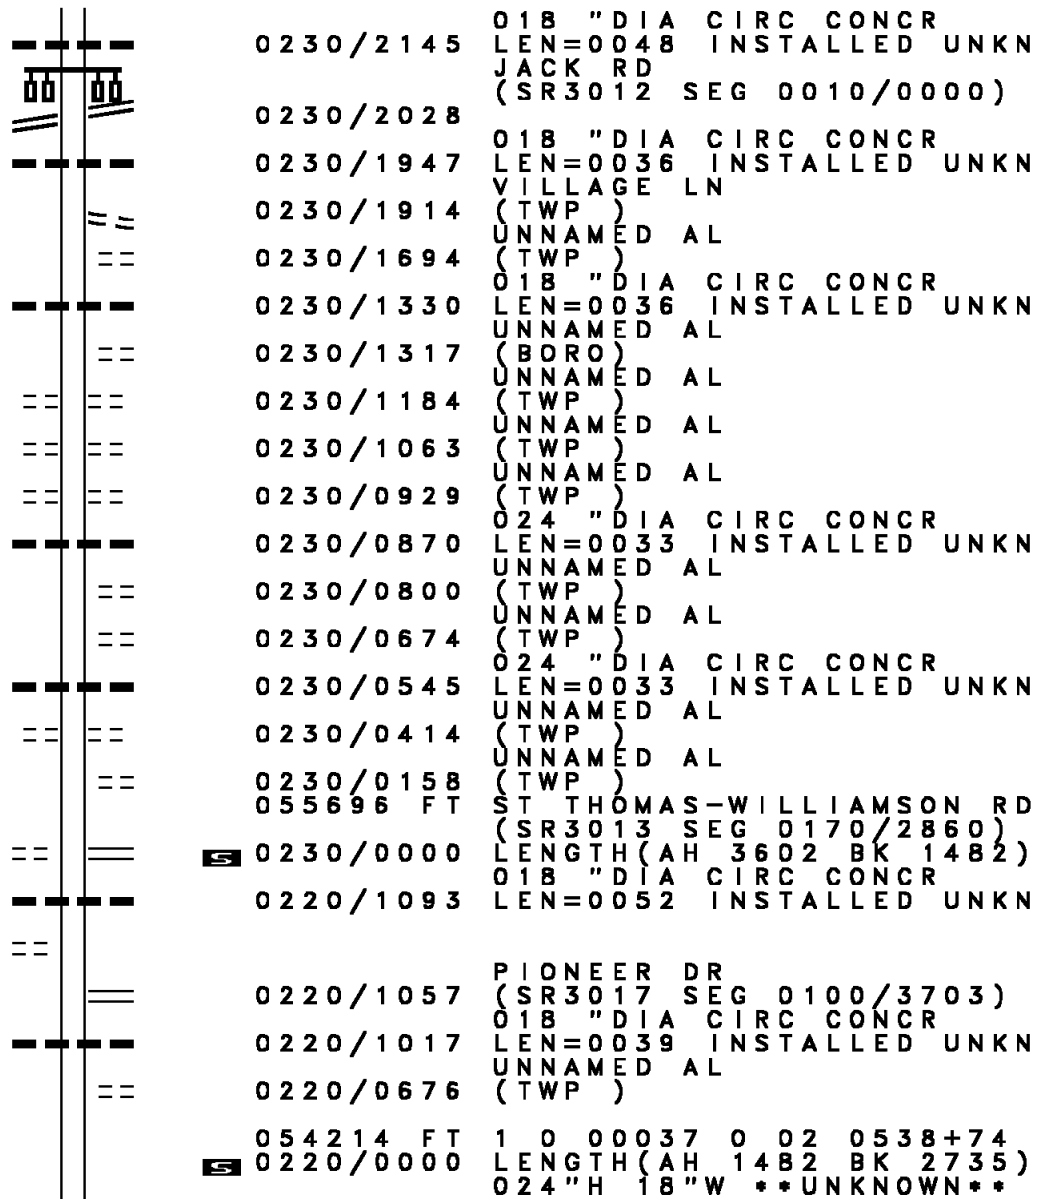 018 "DIA CIRC CONCR
0230/2145 LEN=0048 INSTALLED UNKN
JACK RD
(SR3012 SEG 0010/0000)
0230/2028
018 "DIA CIRC CONCR
0230/1947 LEN=0036 INSTALLED UNKN
VILLAGE LN
0230/1914 (TWP )
UNNAMED AL
0230/1694 (TWP )
018 "DIA CIRC CONCR
0230/1330 LEN=0036 INSTALLED UNKN
UNNAMED AL
0230/1317 (BORO)
UNNAMED AL
0230/1184 (TWP )
UNNAMED AL
0230/1063 (TWP )
UNNAMED AL
0230/0929 (TWP )
024 "DIA CIRC CONCR
0230/0870 LEN=0033 INSTALLED UNKN
UNNAMED AL
0230/0800 (TWP )
UNNAMED AL
0230/0674 (TWP )
024 "DIA CIRC CONCR
0230/0545 LEN=0033 INSTALLED UNKN
UNNAMED AL
0230/0414 (TWP )
UNNAMED AL
0230/0158 (TWP )
055696 FT ST THOMAS-WILLIAMSON RD
(SR3013 SEG 0170/2860)
S 0230/0000 LENGTH(AH 3602 BK 1482)
018 "DIA CIRC CONCR
0220/1093 LEN=0052 INSTALLED UNKN
PIONEER DR
0220/1057 (SR3017 SEG 0100/3703)
018 "DIA CIRC CONCR
0220/1017 LEN=0039 INSTALLED UNKN
UNNAMED AL
0220/0676 (TWP )
054214 FT 1 0 00037 0 02 0538+74
S 0220/0000 LENGTH(AH 1482 BK 2735)
024"H 18"W **UNKNOWN**